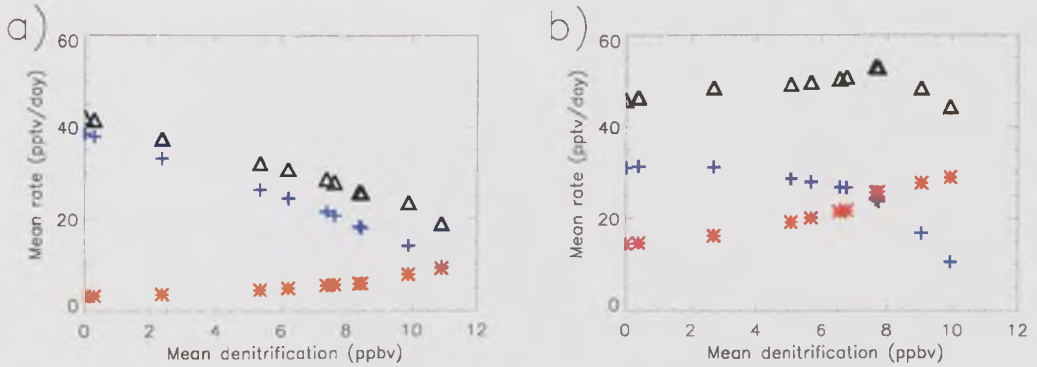 a)
60
40
20
0
Mean rate (pptv/day)
0 2 4 6 8 10 12
Mean denitrification (ppbv)
b)
60
40
20
0
Mean rate (pptv/day)
0 2 4 6 8 10 12
Mean denitrification (ppbv)